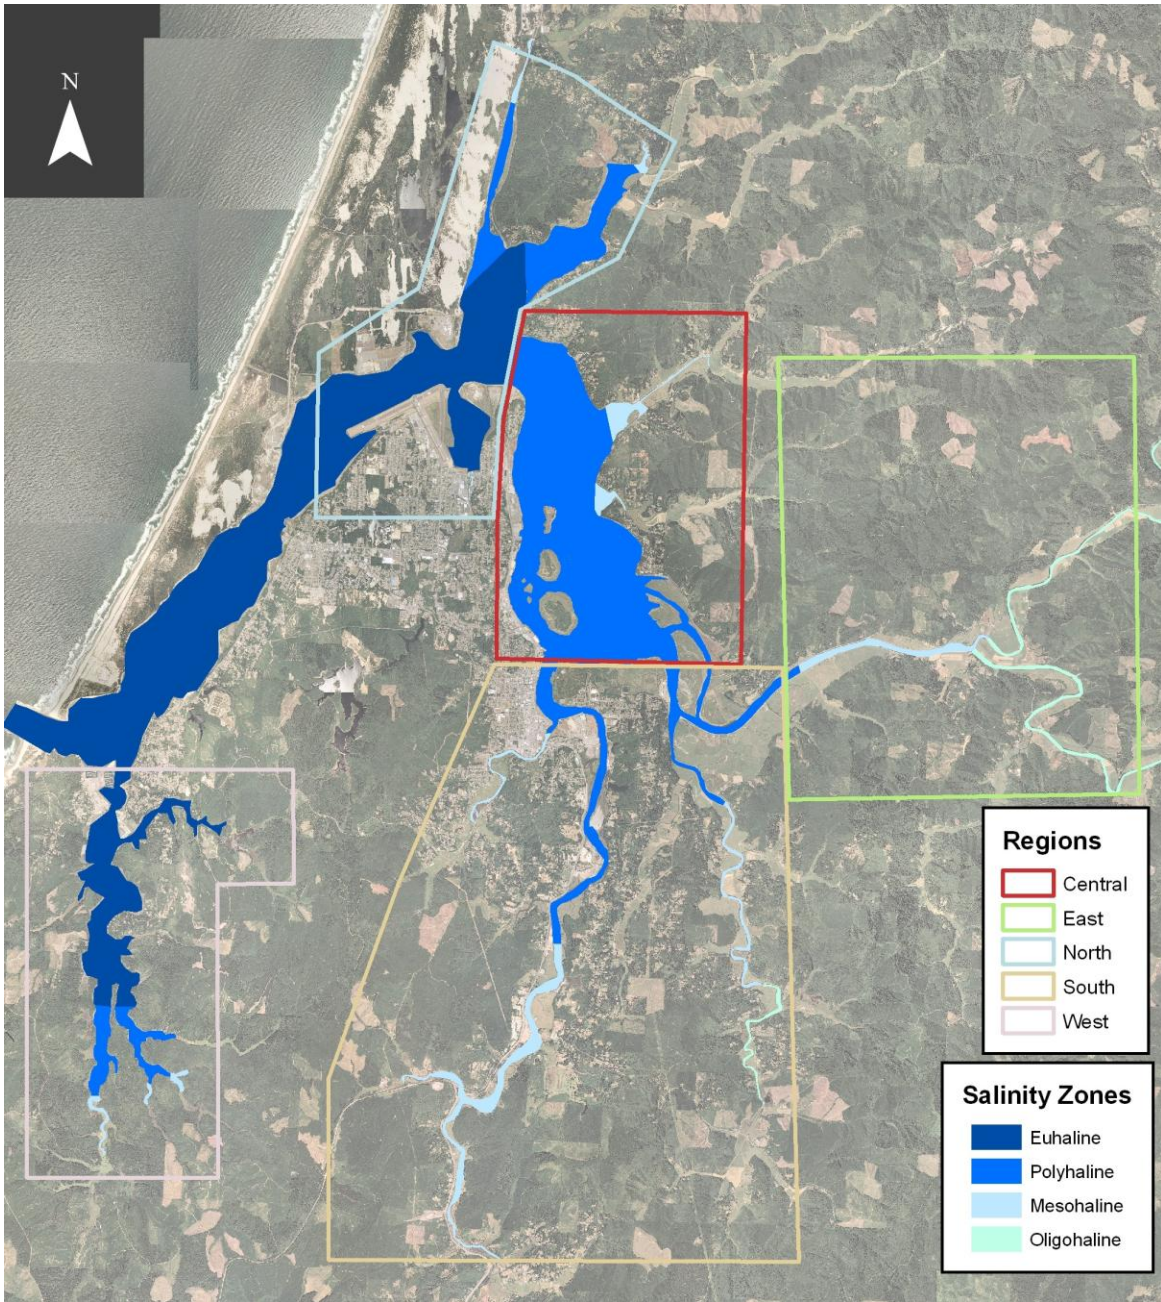 N
Regions
Central
East
North
South
West
Salinity Zones
Euhaline
Polyhaline
Mesohaline
Oligohaline